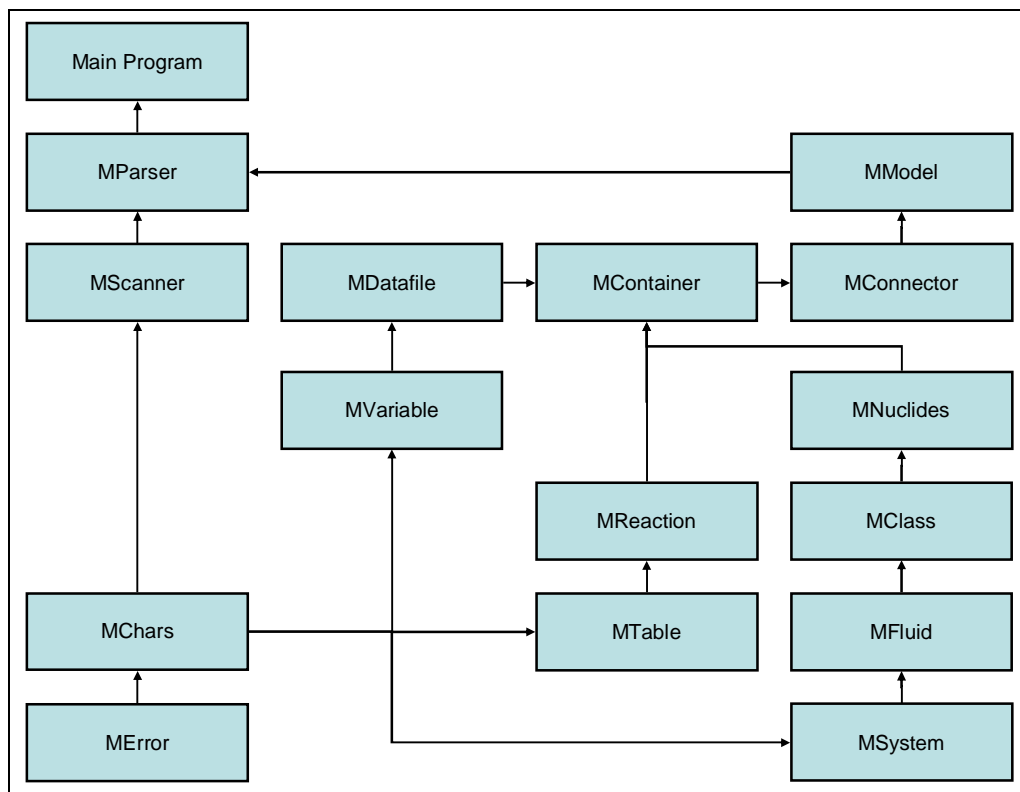 Main Program
MParser
MModel
MScanner
MDatafile
MContainer
MConnector
MVariable
MNuclides
MReaction
MClass
MChars
MTable
MFluid
MError
MSystem